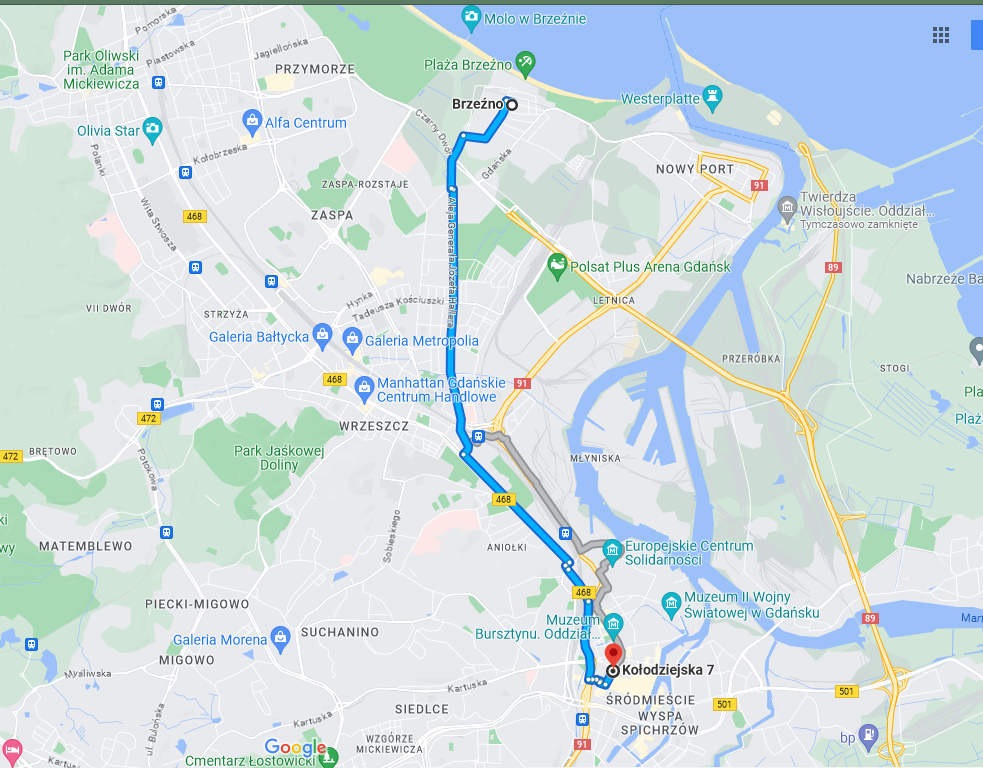 Molo w Brzeźnie
Pomorska
Piastowska
Jagiellońska
Park Oliwski
im. Adama
Mickiewicza
PRZYMORZE
Plaża Brzeźno
Brzeźno
Westerplatte
Olivia Star
Alfa Centrum
Czarny Dwór
Polanki
Kołobrzeska
Gdańska
NOWY PORT
91
ZASPA-ROZSTAJE
Twierdza
Wisłoujście. Oddział...
Tymczasowo zamknięte
468
ZASPA
Wita Stwosza
Aleja Generała Józefa Hallera
Polsat Plus Arena Gdańsk
89
Nabrzeże Ba
Hynka
Tadeusza Kościuszki
LETNICA
VII DWÓR
STRZYŻA
Galeria Bałtycka
Galeria Metropolia
PRZERÓBKA
STOGI
468
Manhattan Gdańskie
Centrum Handlowe
91
Pla
472
WRZESZCZ
Plaż
472
BRĘTOWO
Park Jaśkowej
Doliny
Potokowa
MŁYNISKA
468
ki
wy
Sobieskiego
MATEMBLEWO
ANIOŁKI
Europejskie Centrum
Solidarności
468
Muzeum II Wojny
Światowej w Gdańsku
PIECKI-MIGOWO
Muzeum
Bursztynu. Oddział...
89
Mart
Galeria Morena
SUCHANINO
MIGOWO
Myśliwska
Kołodziejska 7
Kartuska
501
501
ŚRÓDMIEŚCIE
WYSPA
SPICHRZÓW
SIEDLCE
ul. Bulońska
Kartuska
WZGÓRZE
MICKIEWICZA
91
bp
Google
Cmentarz Łostowicki
Kartuska